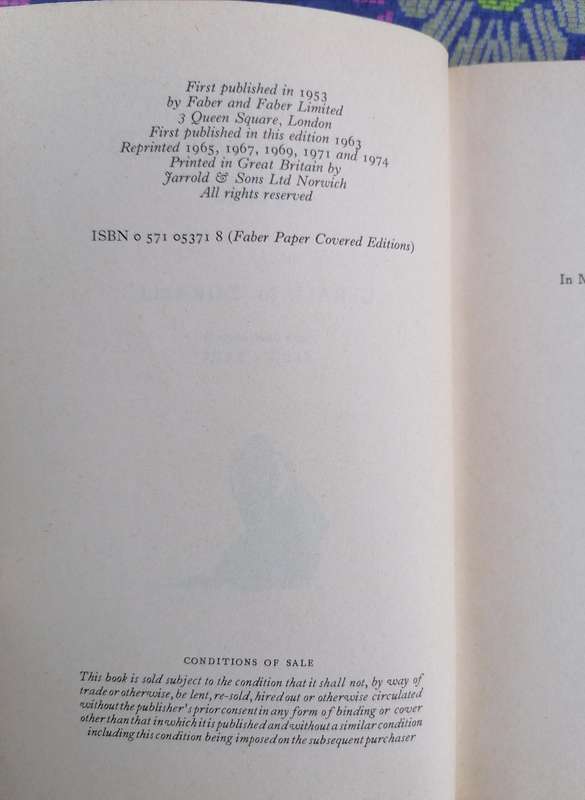 First published in 1953
by Faber and Faber Limited
3 Queen Square, London
First published in this edition 1963
Reprinted 1965, 1967, 1969, 1971 and 1974
Printed in Great Britain by
Jarrold & Sons Ltd Norwich
All rights reserved
ISBN 0 571 05371 8 (Faber Paper Covered Editions)
In
CONDITIONS OF SALE
This book is sold subject to the condition that it shall not, by way of
trade or otherwise, be lent, re-sold, hired out or otherwise circulated
without the publisher's prior consent in any form of binding or cover
other than that in which it is published and without a similar condition
including this condition being imposed on the subsequent purchaser